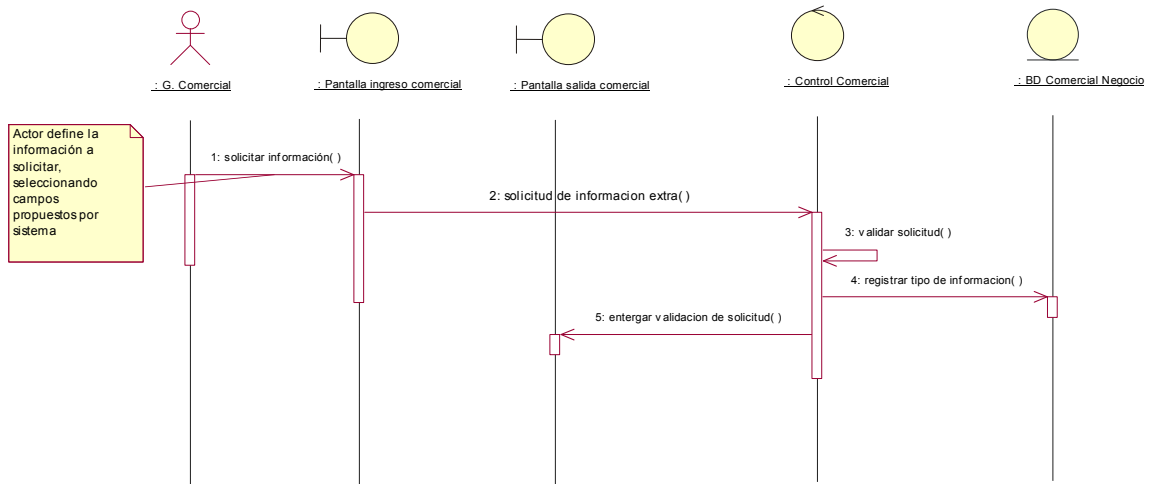 : G. Comercial
: Pantalla ingreso comercial
: Pantalla salida comercial
: Control Comercial
: BD Comercial Negocio
Actor define la
información a
solicitar,
seleccionando
campos
propuestos por
sistema
1: solicitar información( )
2: solicitud de informacion extra( )
3: validar solicitud( )
4: registrar tipo de informacion( )
5: entergar validacion de solicitud( )